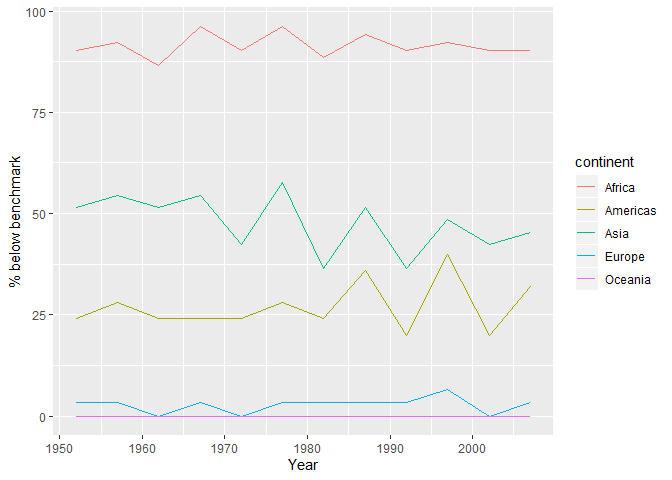 100
75
50
25
0
% below benchmark
1950
1960
1970
1980
1990
2000
Year
continent
Africa
Americas
Asia
Europe
Oceania